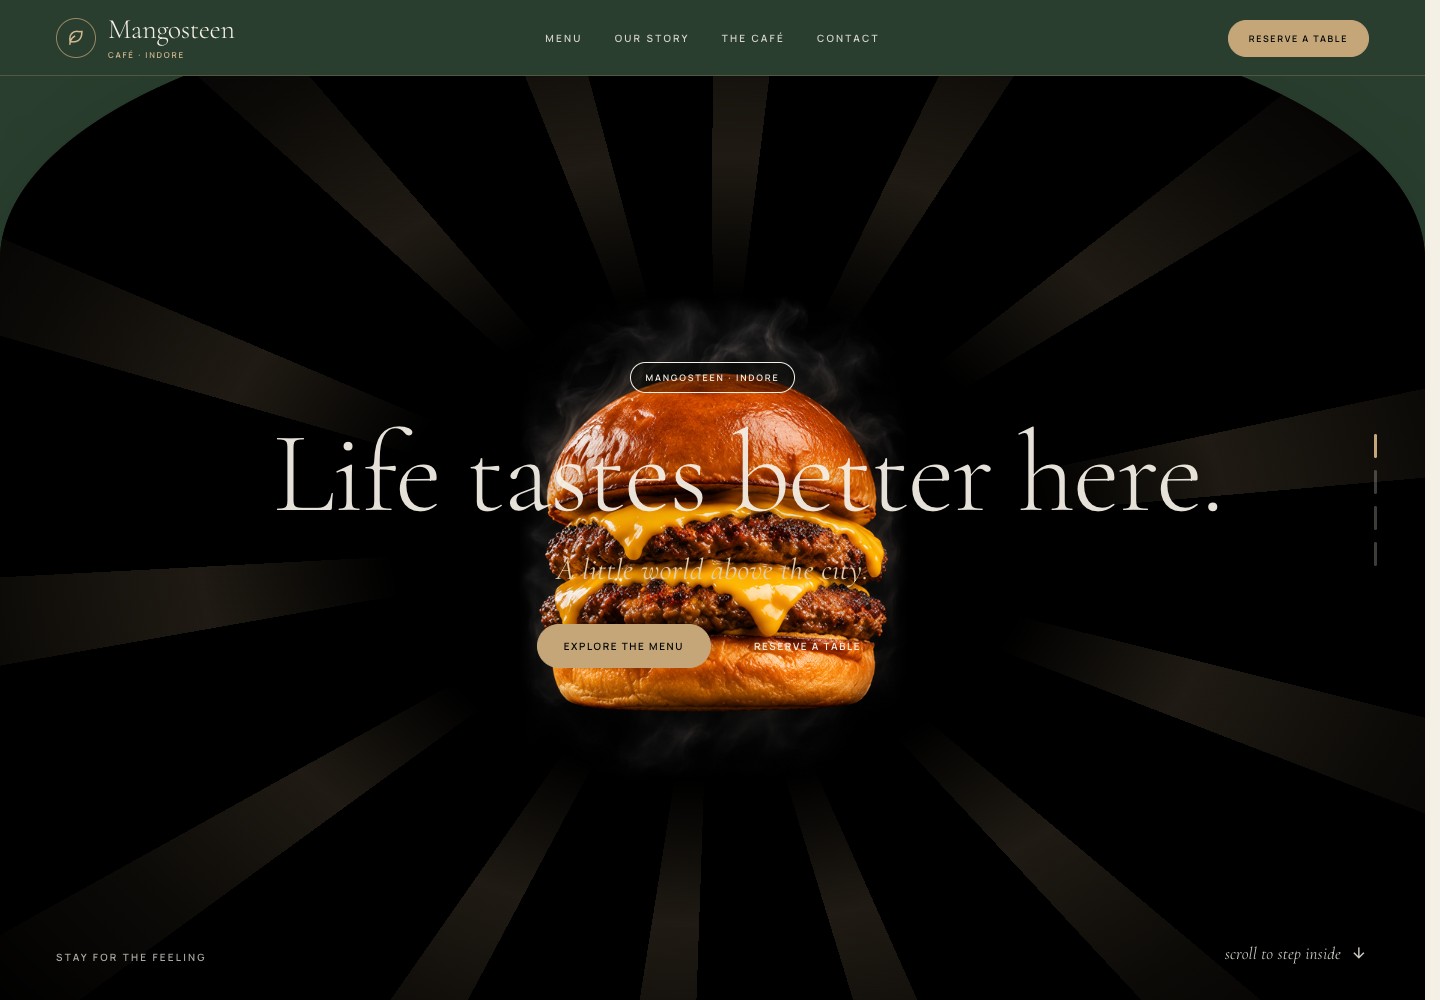 Mangosteen
CAFÉ · INDORE
MENU
OUR STORY
THE CAFÉ
CONTACT
RESERVE A TABLE
MANGOSTEEN · INDORE
Life tastes better here.
A little world above the city.
EXPLORE THE MENU
RESERVE A TABLE
STAY FOR THE FEELING
scroll to step inside